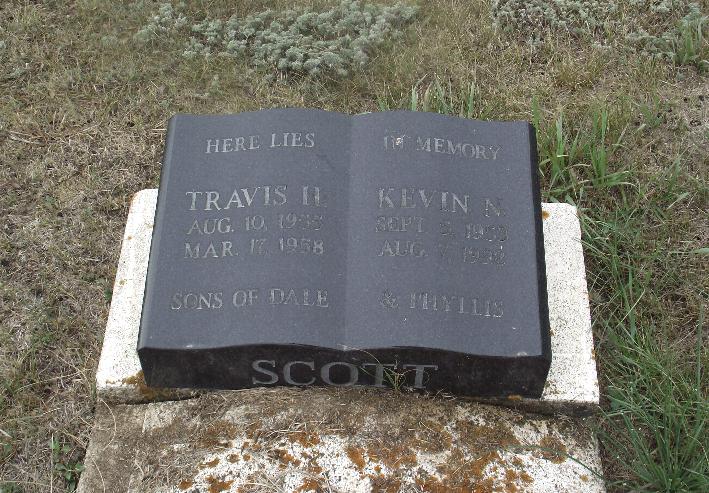 HERE LIES
TRAVIS H.
AUG. 10,
MAR. 17, 1958
SONS OF DALE
IN MEMORY
KEVIN N.
SEPT. 5,
AUG. 7,
& PHYLLIS
SCOTT